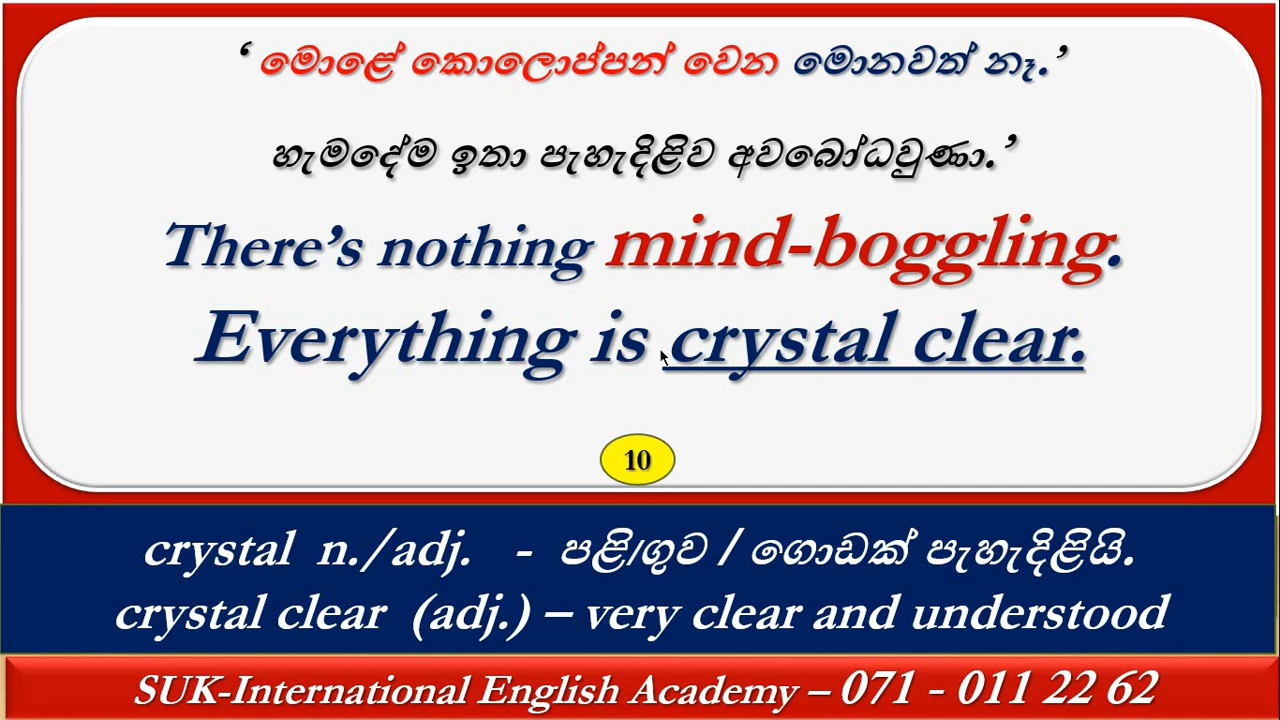 ‘ මොළේ කොලොප්පන් වෙන මොනවත් නෑ.’
හැමදේම ඉතා පැහැදිළිව අවබෝධවුණා.’
There’s nothing mind-boggling.
Everything is crystal clear.
10
crystal n./adj. - පළිඟුව / ගොඩක් පැහැදිළියි.
crystal clear (adj.) – very clear and understood
SUK-International English Academy – 071 - 011 22 62